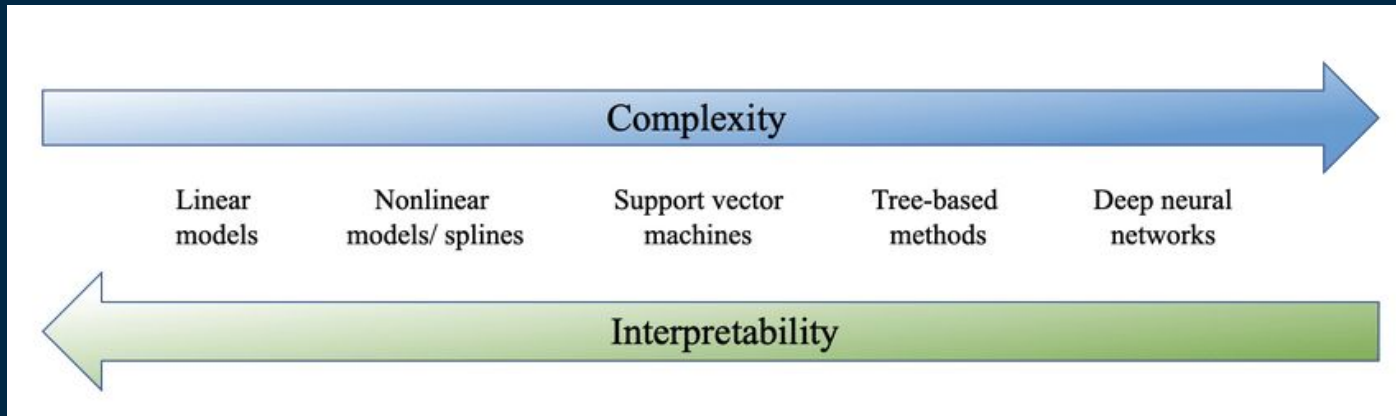 Complexity
Linear
models
Nonlinear
models/ splines
Support vector
machines
Tree-based
methods
Deep neural
networks
Interpretability